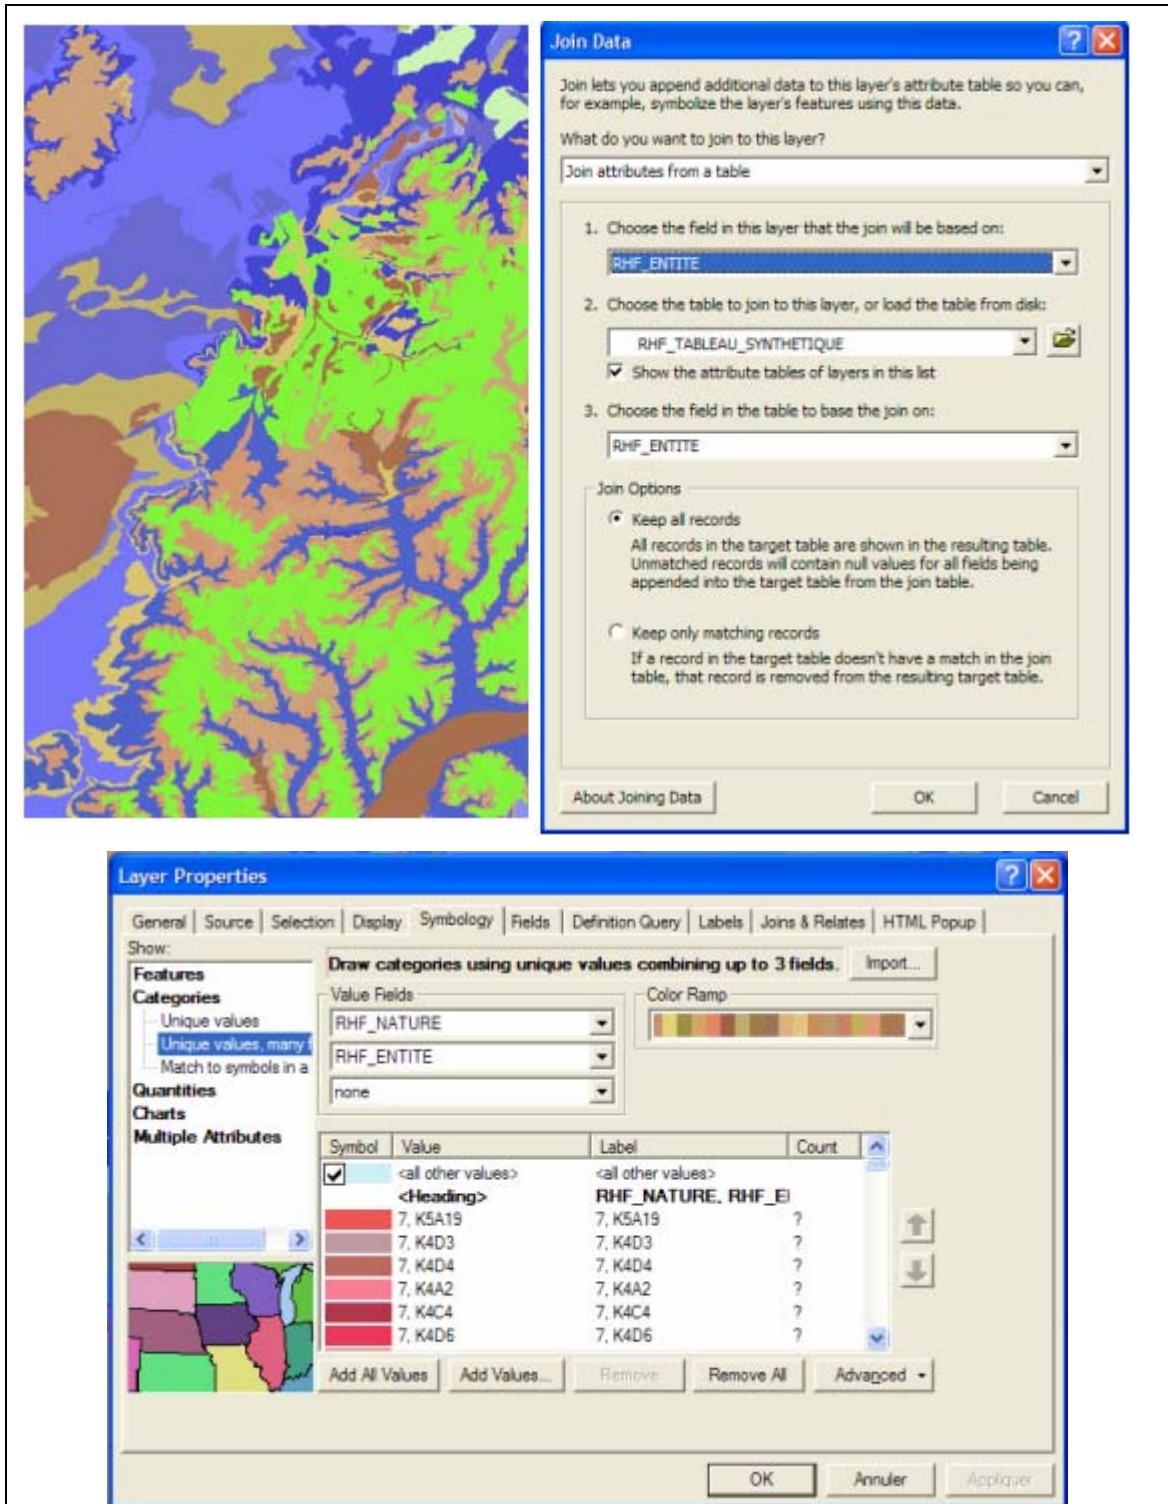 Join Data
Join lets you append additional data to this layer's attribute table so you can,
for example, symbolize the layer's features using this data.
What do you want to join to this layer?
Join attributes from a table
1. Choose the field in this layer that the join will be based on:
RHF_ENTITE
2. Choose the table to join to this layer, or load the table from disk:
RHF_TABLEAU_SYNTHETIQUE
Show the attribute tables of layers in this list
3. Choose the field in the table to base the join on:
RHF_ENTITE
Join Options
Keep all records
All records in the target table are shown in the resulting table.
Unmatched records will contain null values for all fields being
appended into the target table from the join table.
Keep only matching records
If a record in the target table doesn't have a match in the join
table, that record is removed from the resulting target table.
About Joining Data
OK
Cancel
Layer Properties
General Source Selection Display Symbology Fields Definition Query Labels Joins & Relates HTML Popup
Show:
Features
Categories
Unique values
Unique values, many f
Match to symbols in a
Quantities
Charts
Multiple Attributes
Draw categories using unique values combining up to 3 fields.
Import...
Value Fields
RHF_NATURE
RHF_ENTITE
none
Color Ramp
Symbol Value Label Count
<all other values> <all other values>
<Heading> RHF_NATURE, RHF_EI
7, K5A19 7, K5A19 ?
7, K4D3 7, K4D3 ?
7, K4D4 7, K4D4 ?
7, K4A2 7, K4A2 ?
7, K4C4 7, K4C4 ?
7, K4D6 7, K4D6 ?
Add All Values
Add Values...
Remove
Remove All
Advanced
OK
Annuler
Appliquer